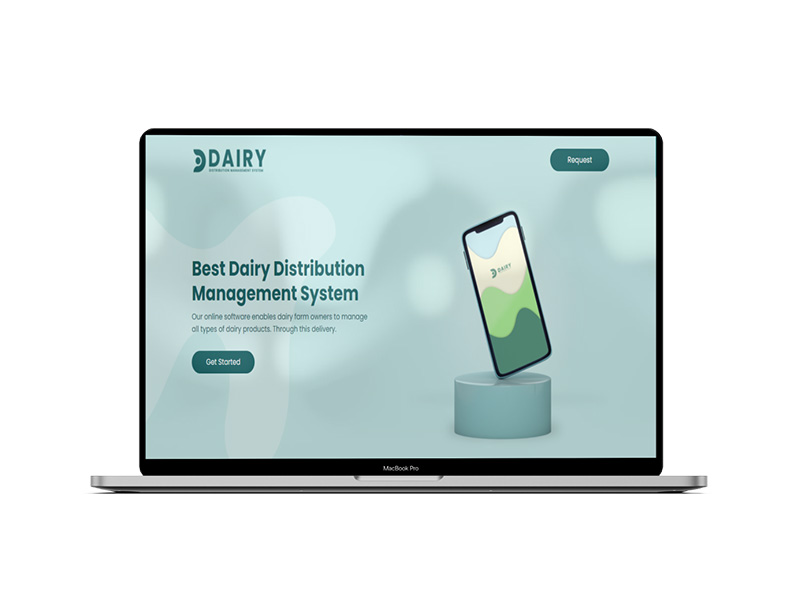 DAIRY
DISTRIBUTION MANAGEMENT SYSTEM
Request
DAIRY
Best Dairy Distribution
Management System
Our online software enables dairy farm owners to manage
all types of dairy products. Through this delivery.
Get Started
MacBook Pro